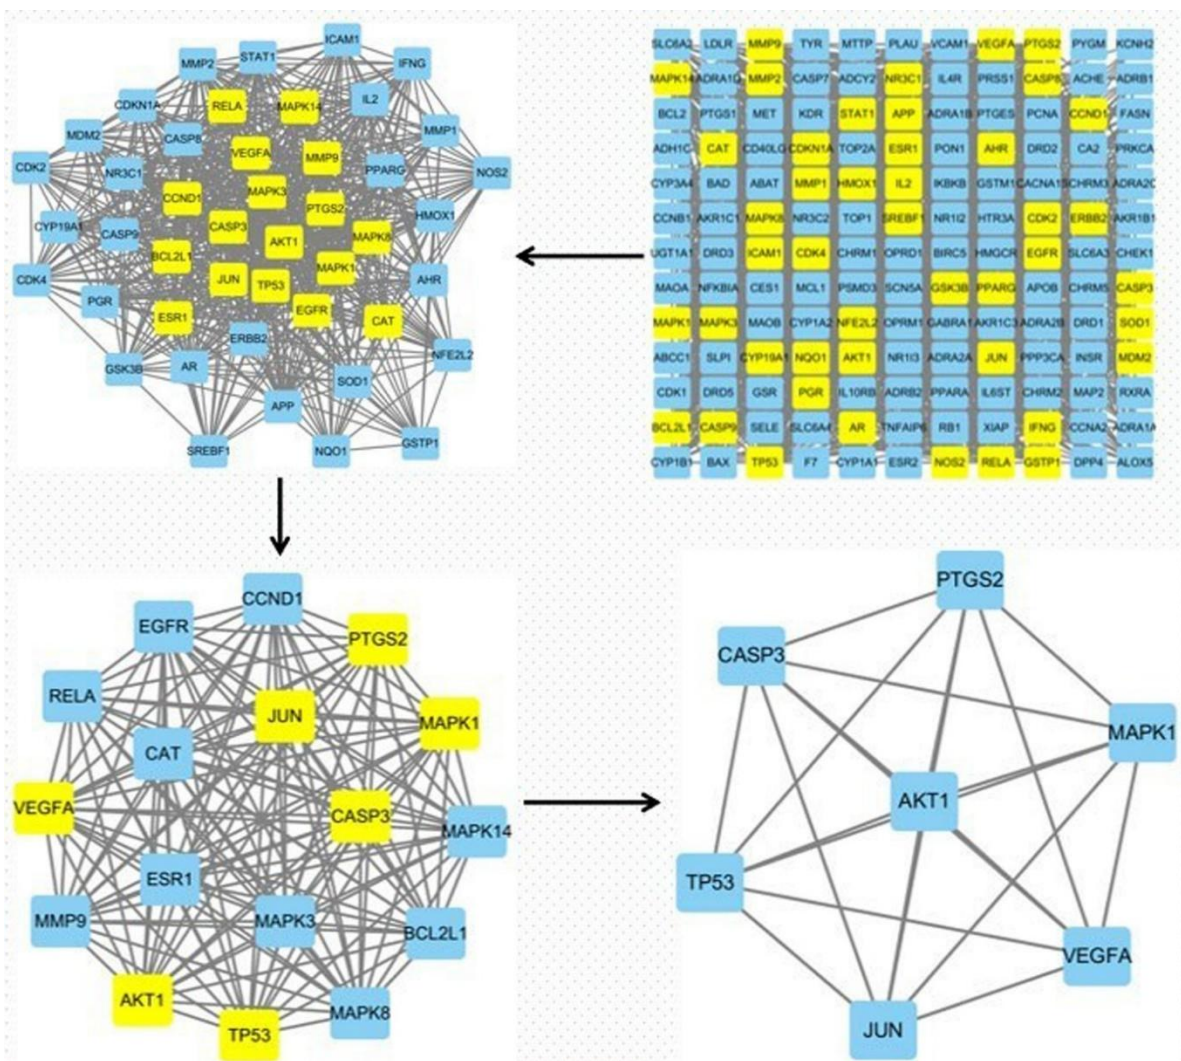 ICAM1
STAT1
MMP2
IFNG
RELA
MAPK14
IL2
CDKN1A
MDM2
CASP8
MMP1
VEGFA
MMP9
CDK2
NR3C1
PPARG
NOS2
CCND1
MAPK3
PTGS2
HMOX1
CYP19A1
CASP9
CASP3
AKT1
MAPK8
BCL2L1
MAPK1
CDK4
JUN
TP53
AHR
PGR
ESR1
EGFR
CAT
ERBB2
GSK3B
AR
NFE2L2
SOD1
APP
SREBF1
NQO1
GSTP1
SLC6A2 LDLR MMP9 TYR MTTP PLAU VCAM1 VEGFA PTGS2 PYGM KCNH2
MAPK14 ADRA1D MMP2 CASP7 ADCY2 NR3C1 IL4R PRSS1 CASP8 ACHE ADRB1
BCL2 PTGS1 MET KDR STAT1 APP ADRA1B PTGES PCNA CCND1 FASN
ADH1C CAT CD40LG CDKN1A TOP2A ESR1 PON1 AHR DRD2 CA2 PRKCA
CYP3A4 BAD ABAT MMP1 HMOX1 IL2 IKBKB GSTM1 CACNA1S CHRM3 ADRA2C
CCNB1 AKR1C1 MAPK8 NR3C2 TOP1 SREBF1 NR1I2 HTR3A CDK2 ERBB2 AKR1B1
UGT1A1 DRD3 ICAM1 CDK4 CHRM1 OPRD1 BIRC5 HMGCR EGFR SLC6A3 CHEK1
MAOA NFKBIA CES1 MCL1 PSMD3 SCN5A GSK3B PPARG APOB CHRM5 CASP3
MAPK1 MAPK3 MAOB CYP1A2 NFE2L2 OPRM1 GABRA1 AKR1C3 ADRA2B DRD1 SOD1
ABCC1 SLPI CYP19A1 NQO1 AKT1 NR1I3 ADRA2A JUN PPP3CA INSR MDM2
CDK1 DRD5 GSR PGR IL10RB ADRB2 PPARA IL6ST CHRM2 MAP2 RXRA
BCL2L1 CASP9 SELE SLC6A4 AR TNFAIP6 RB1 XIAP IFNG CCNA2 ADRA1A
CYP1B1 BAX TP53 F7 CYP1A1 ESR2 NOS2 RELA GSTP1 DPP4 ALOX5
CCND1
EGFR
PTGS2
RELA
JUN
MAPK1
CAT
VEGFA
CASP3
MAPK14
ESR1
MMP9
MAPK3
BCL2L1
AKT1
MAPK8
TP53
PTGS2
CASP3
MAPK1
AKT1
TP53
VEGFA
JUN